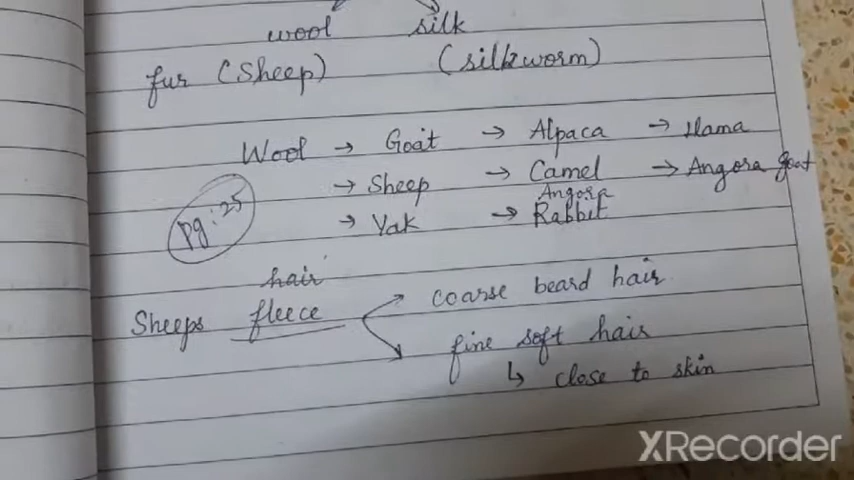 wool silk
fur (Sheep) (silkworm)
Wool → Goat → Alpaca → Llama
→ Sheep → Camel → Angora goat
Angora
pg: 25 → Yak → Rabbit
hair
Sheeps fleece coarse beard hair
fine soft hair
↳ close to skin
XRecorder